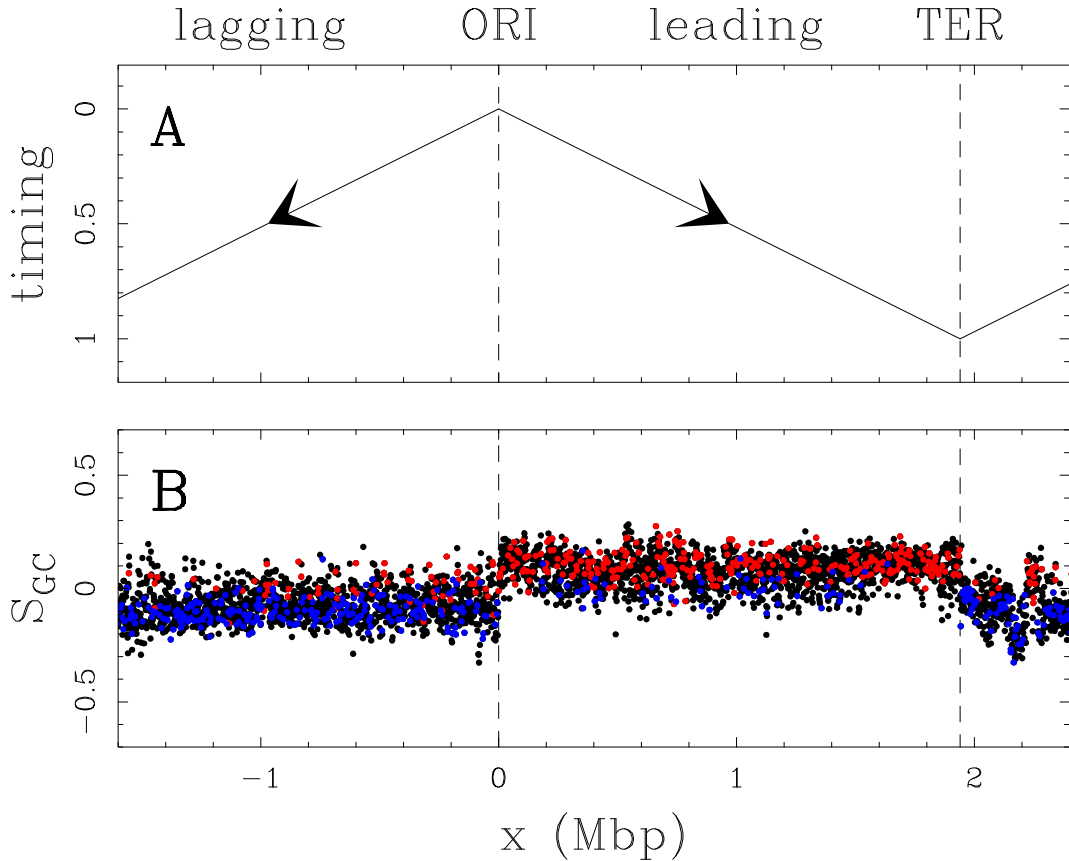 lagging ORI leading TER
A
timing
0
0.5
1
B
S_GC
0.5
0
−0.5
−1 0 1 2
x (Mbp)